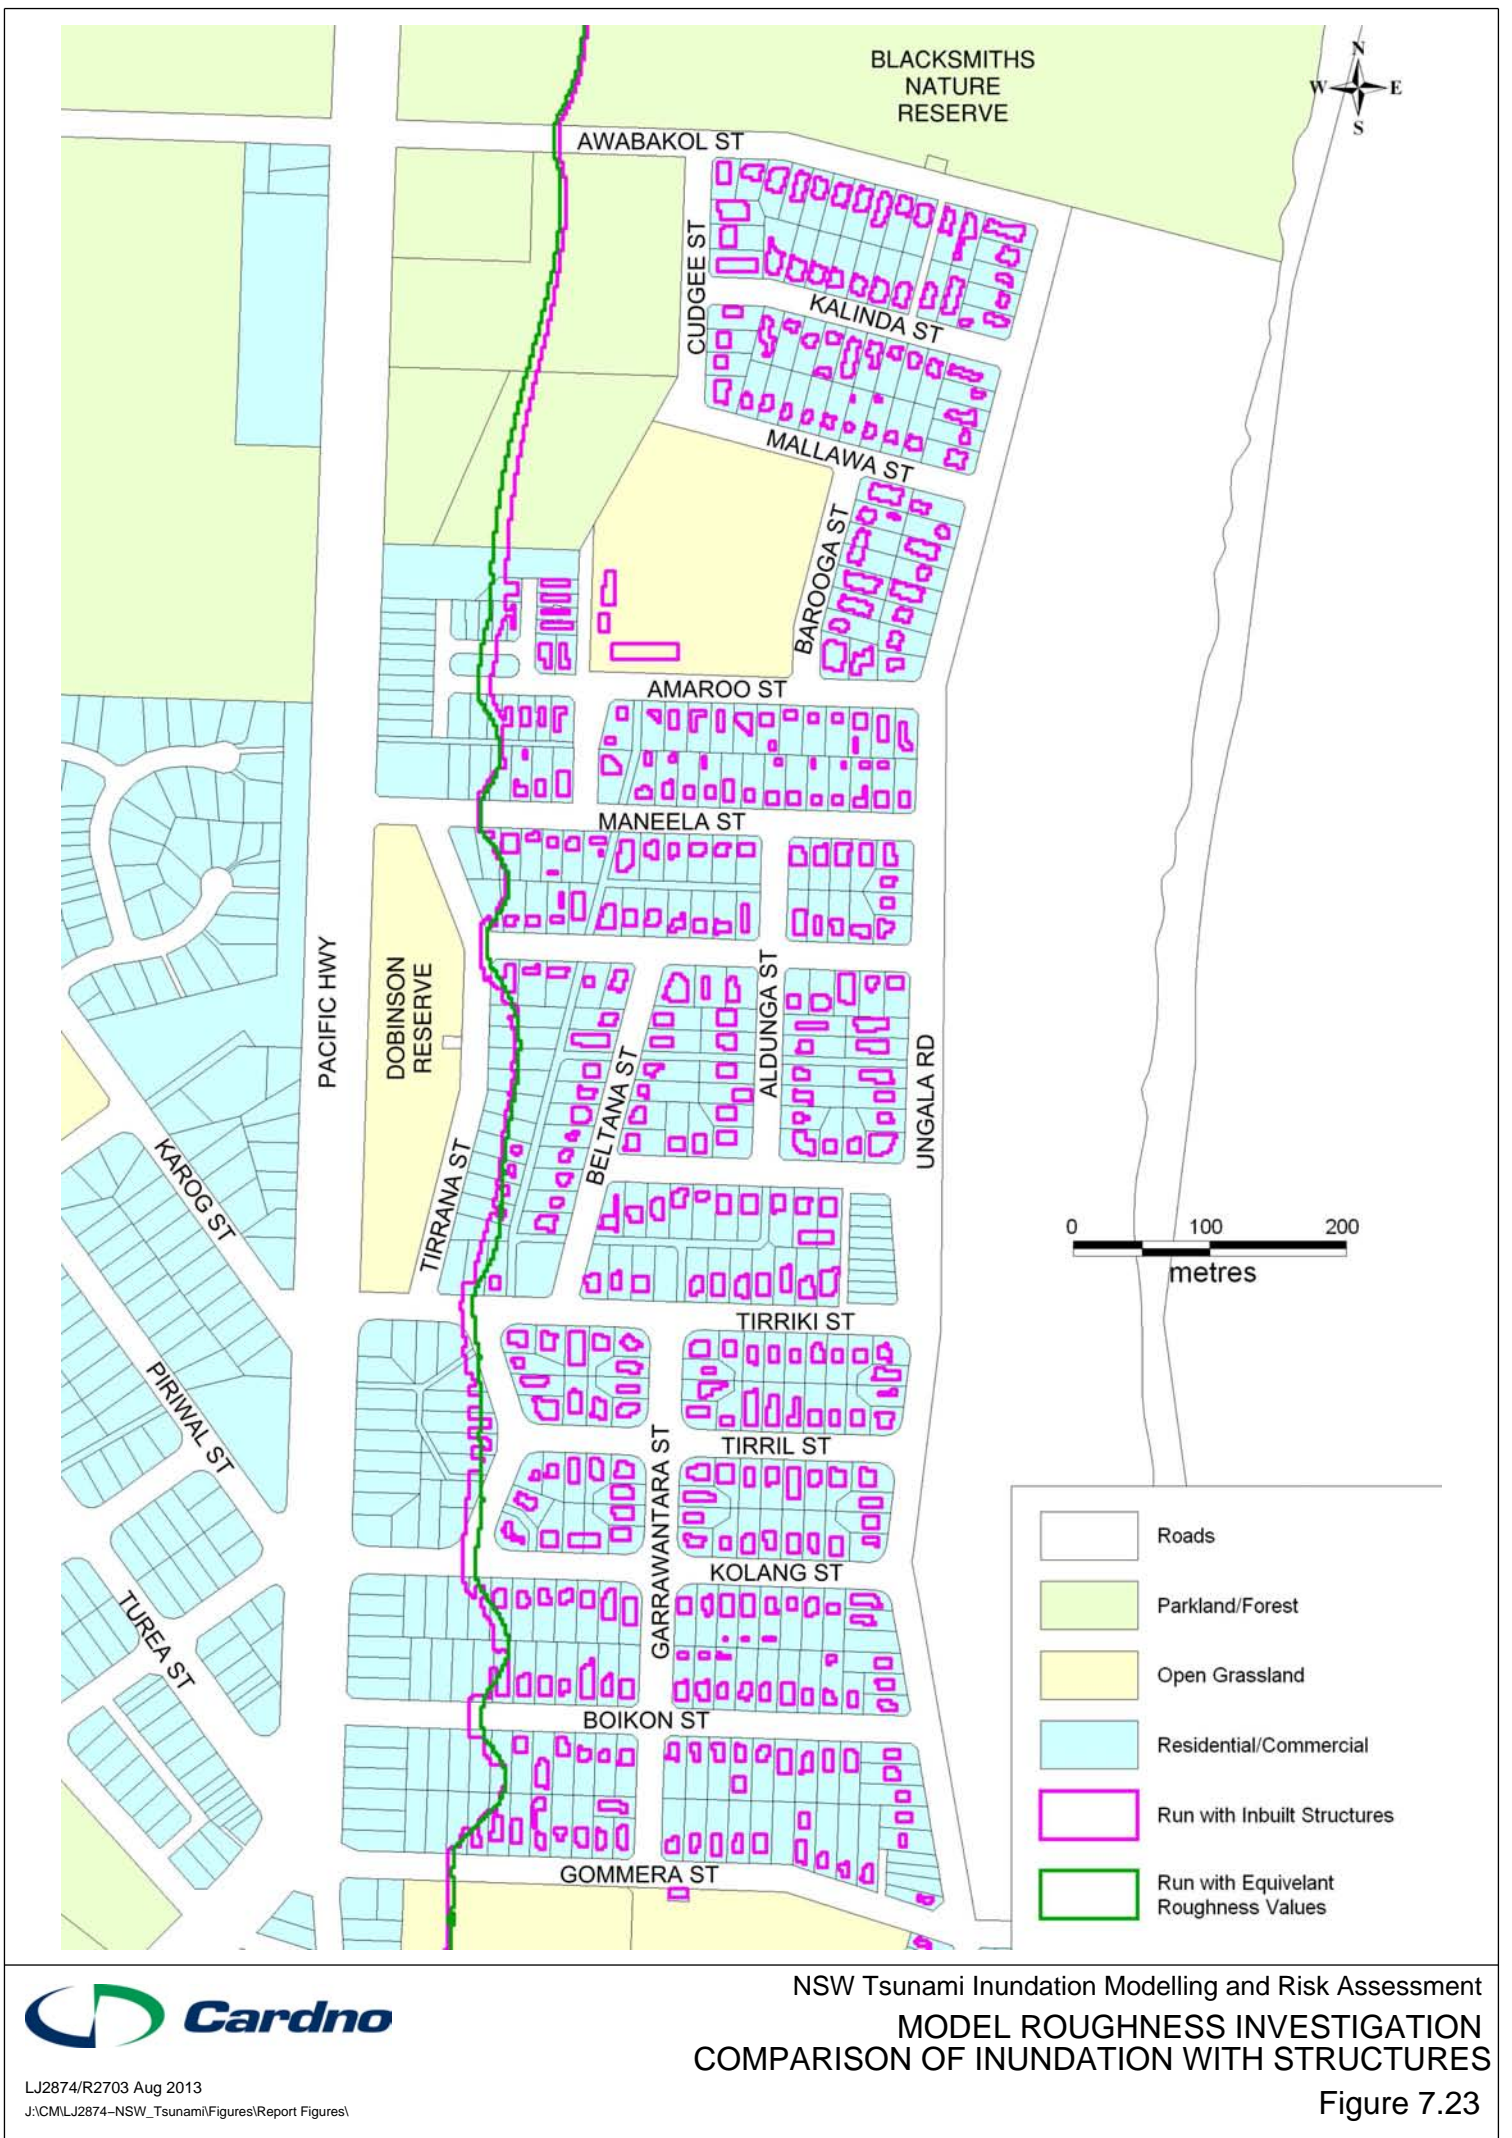 BLACKSMITHS
NATURE
RESERVE
N
W
E
S
AWABAKOL ST
CUDGEE ST
KALINDA ST
MALLAWA ST
BAROOGA ST
AMAROO ST
MANEELA ST
PACIFIC HWY
DOBINSON
RESERVE
ALDUNGA ST
UNGALA RD
BELTANA ST
TIRRANA ST
KAROG ST
0 100 200
metres
TIRRIKI ST
PIRIWAL ST
TIRRIL ST
GARRAWANTARA ST
KOLANG ST
TUREA ST
BOIKON ST
GOMMERA ST
Roads
Parkland/Forest
Open Grassland
Residential/Commercial
Run with Inbuilt Structures
Run with Equivelant
Roughness Values
Cardno
LJ2874/R2703 Aug 2013
J:\CM\LJ2874–NSW_Tsunami\Figures\Report Figures\
NSW Tsunami Inundation Modelling and Risk Assessment
MODEL ROUGHNESS INVESTIGATION
COMPARISON OF INUNDATION WITH STRUCTURES
Figure 7.23